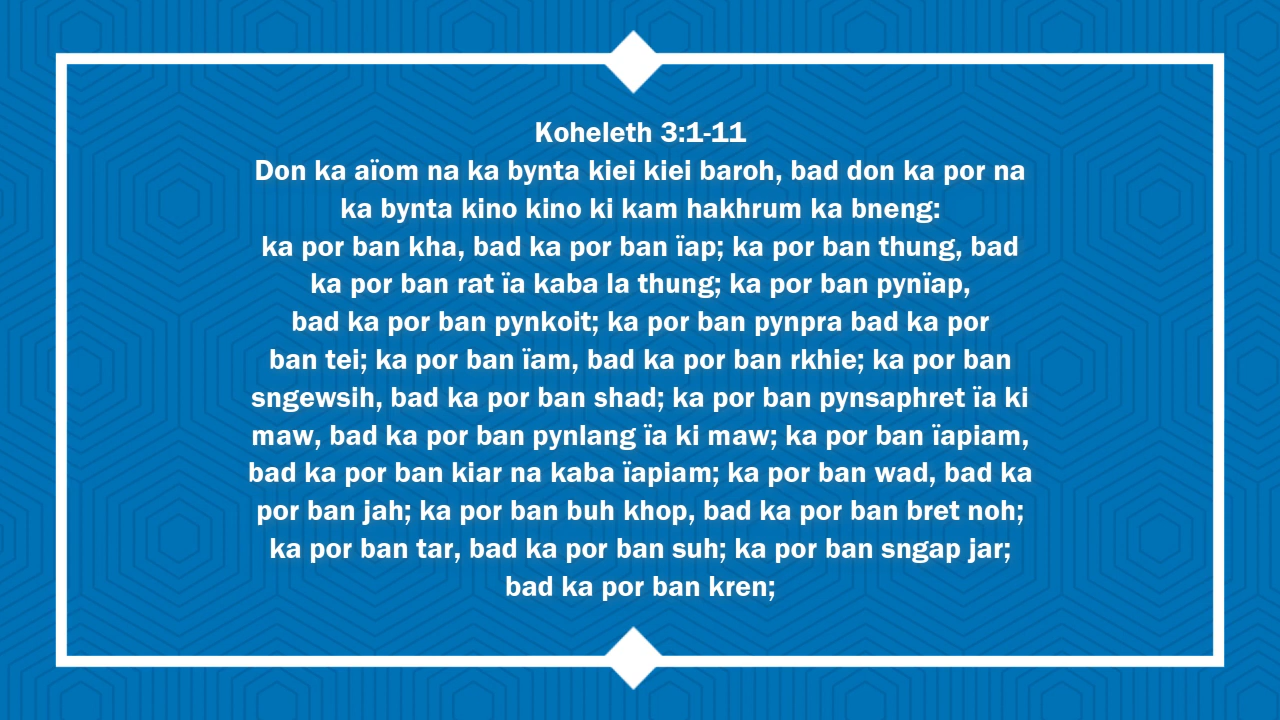 Koheleth 3:1-11
Don ka aïom na ka bynta kiei kiei baroh, bad don ka por na
ka bynta kino kino ki kam hakhrum ka bneng:
ka por ban kha, bad ka por ban ïap; ka por ban thung, bad
ka por ban rat ïa kaba la thung; ka por ban pynïap,
bad ka por ban pynkoit; ka por ban pynpra bad ka por
ban tei; ka por ban ïam, bad ka por ban rkhie; ka por ban
sngewsih, bad ka por ban shad; ka por ban pynsaphret ïa ki
maw, bad ka por ban pynlang ïa ki maw; ka por ban ïapiam,
bad ka por ban kiar na kaba ïapiam; ka por ban wad, bad ka
por ban jah; ka por ban buh khop, bad ka por ban bret noh;
ka por ban tar, bad ka por ban suh; ka por ban sngap jar;
bad ka por ban kren;